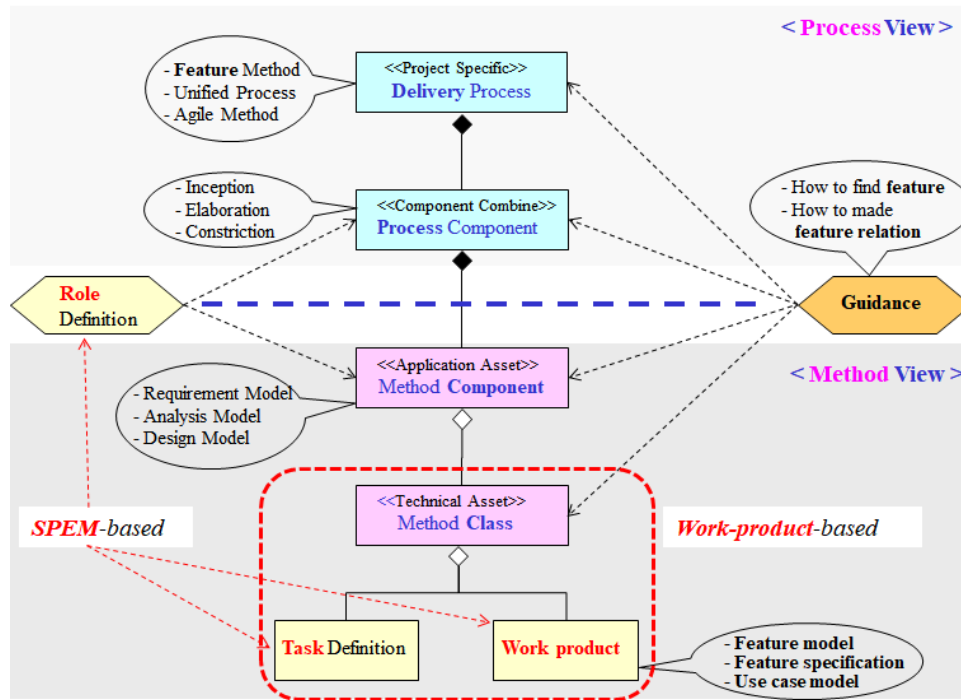 < Process View >
<<Project Specific>>
Delivery Process
- Feature Method
- Unified Process
- Agile Method
<<Component Combine>>
Process Component
- Inception
- Elaboration
- Constriction
- How to find feature
- How to made
feature relation
Role
Definition
Guidance
< Method View >
<<Application Asset>>
Method Component
- Requirement Model
- Analysis Model
- Design Model
<<Technical Asset>>
Method Class
SPEM-based
Work-product-based
Task Definition
Work product
- Feature model
- Feature specification
- Use case model